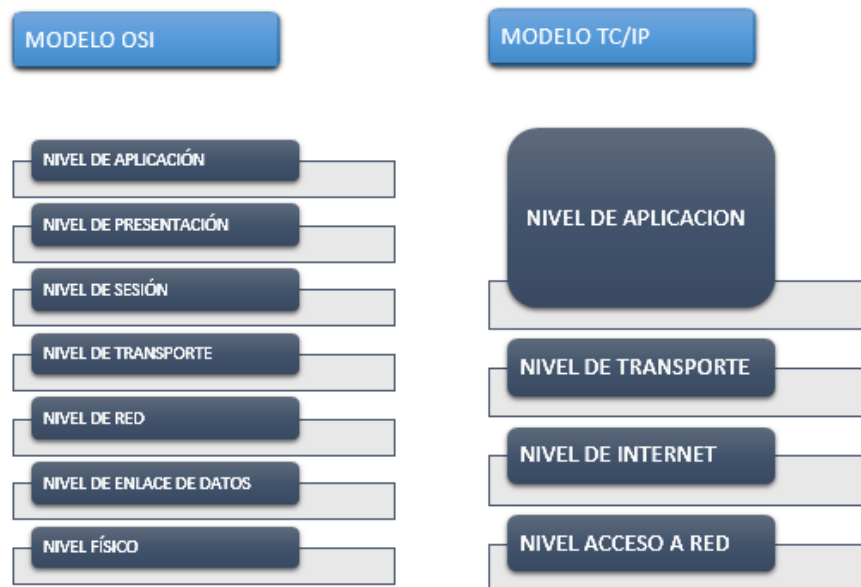 MODELO OSI
NIVEL DE APLICACIÓN
NIVEL DE PRESENTACIÓN
NIVEL DE SESIÓN
NIVEL DE TRANSPORTE
NIVEL DE RED
NIVEL DE ENLACE DE DATOS
NIVEL FÍSICO
MODELO TC/IP
NIVEL DE APLICACION
NIVEL DE TRANSPORTE
NIVEL DE INTERNET
NIVEL ACCESO A RED